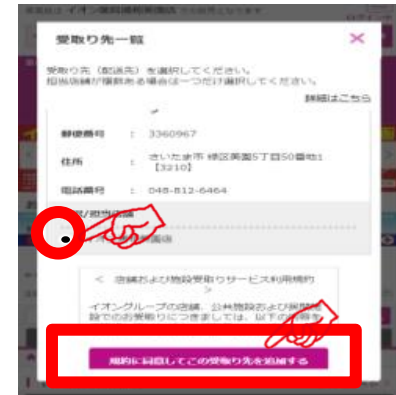 受取り先一覧
×
受取り先（配送先）を選択してください。
担当店舗が複数ある場合は一つだけ選択してください。
詳細はこちら
郵便番号 : 3360967
住所 : さいたま市 緑区美園5丁目50番地1
【3210】
電話番号 : 048-812-6464
/担当店舗
美園店
< 店舗および施設受取りサービス利用規約
>
イオングループの店舗、公共施設および
設でのお受取りにつきましては、以下の
規約に同意してこの受取り先を追加する